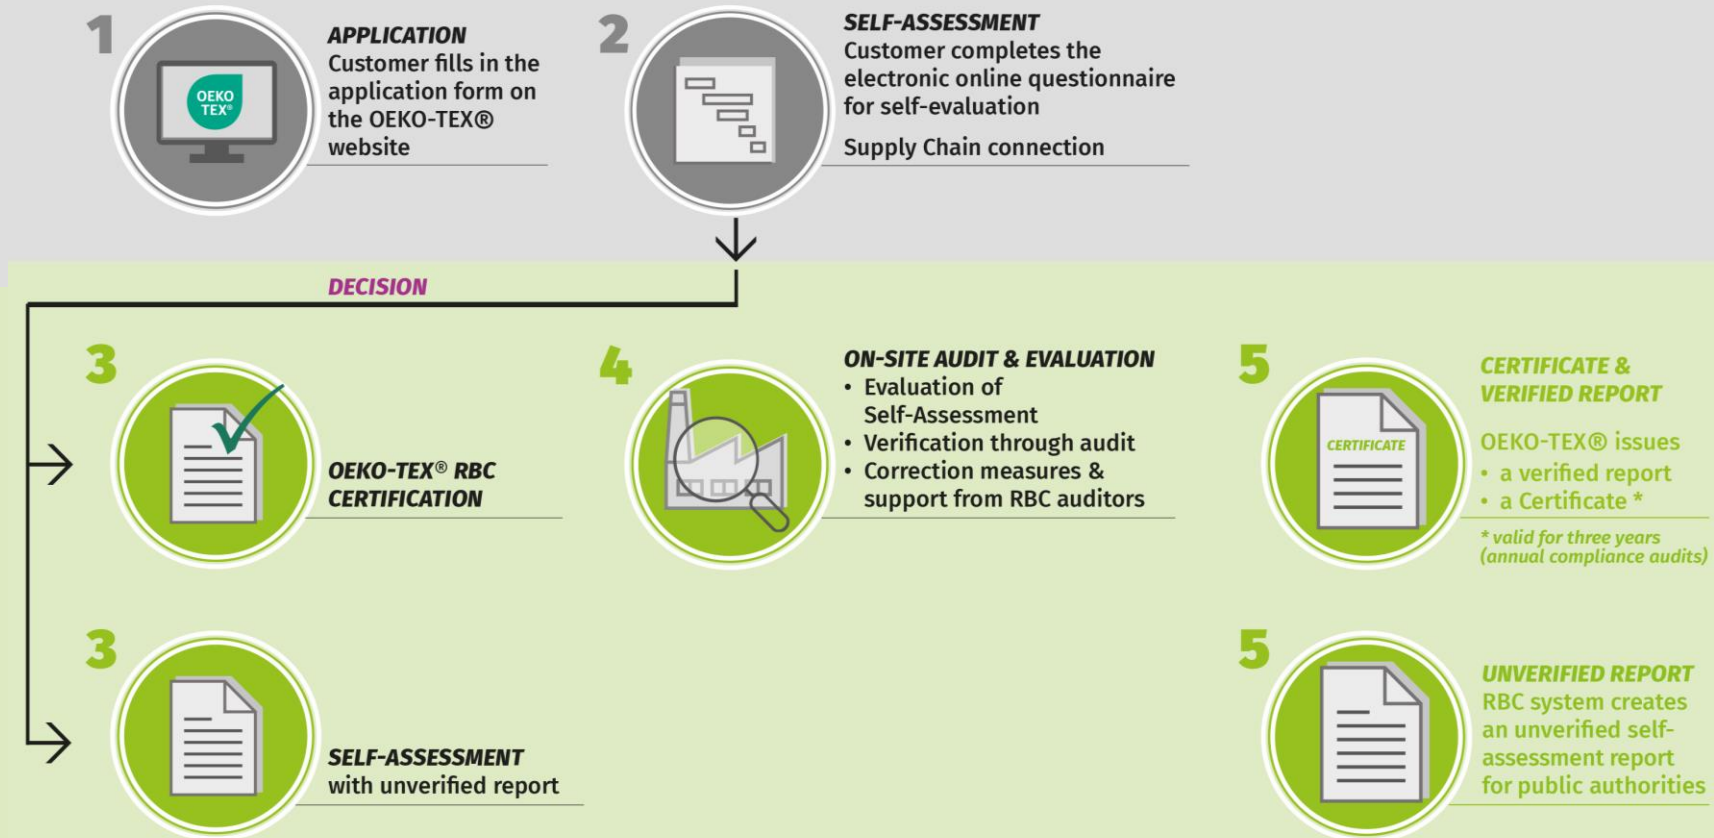 1
APPLICATION
Customer fills in the
application form on
the OEKO-TEX®
website
OEKO
TEX®
2
SELF-ASSESSMENT
Customer completes the
electronic online questionnaire
for self-evaluation
Supply Chain connection
DECISION
3
OEKO-TEX® RBC
CERTIFICATION
4
ON-SITE AUDIT & EVALUATION
• Evaluation of
Self-Assessment
• Verification through audit
• Correction measures &
support from RBC auditors
5
CERTIFICATE
CERTIFICATE &
VERIFIED REPORT
OEKO-TEX® issues
• a verified report
• a Certificate *
* valid for three years
(annual compliance audits)
3
SELF-ASSESSMENT
with unverified report
5
UNVERIFIED REPORT
RBC system creates
an unverified self-
assessment report
for public authorities